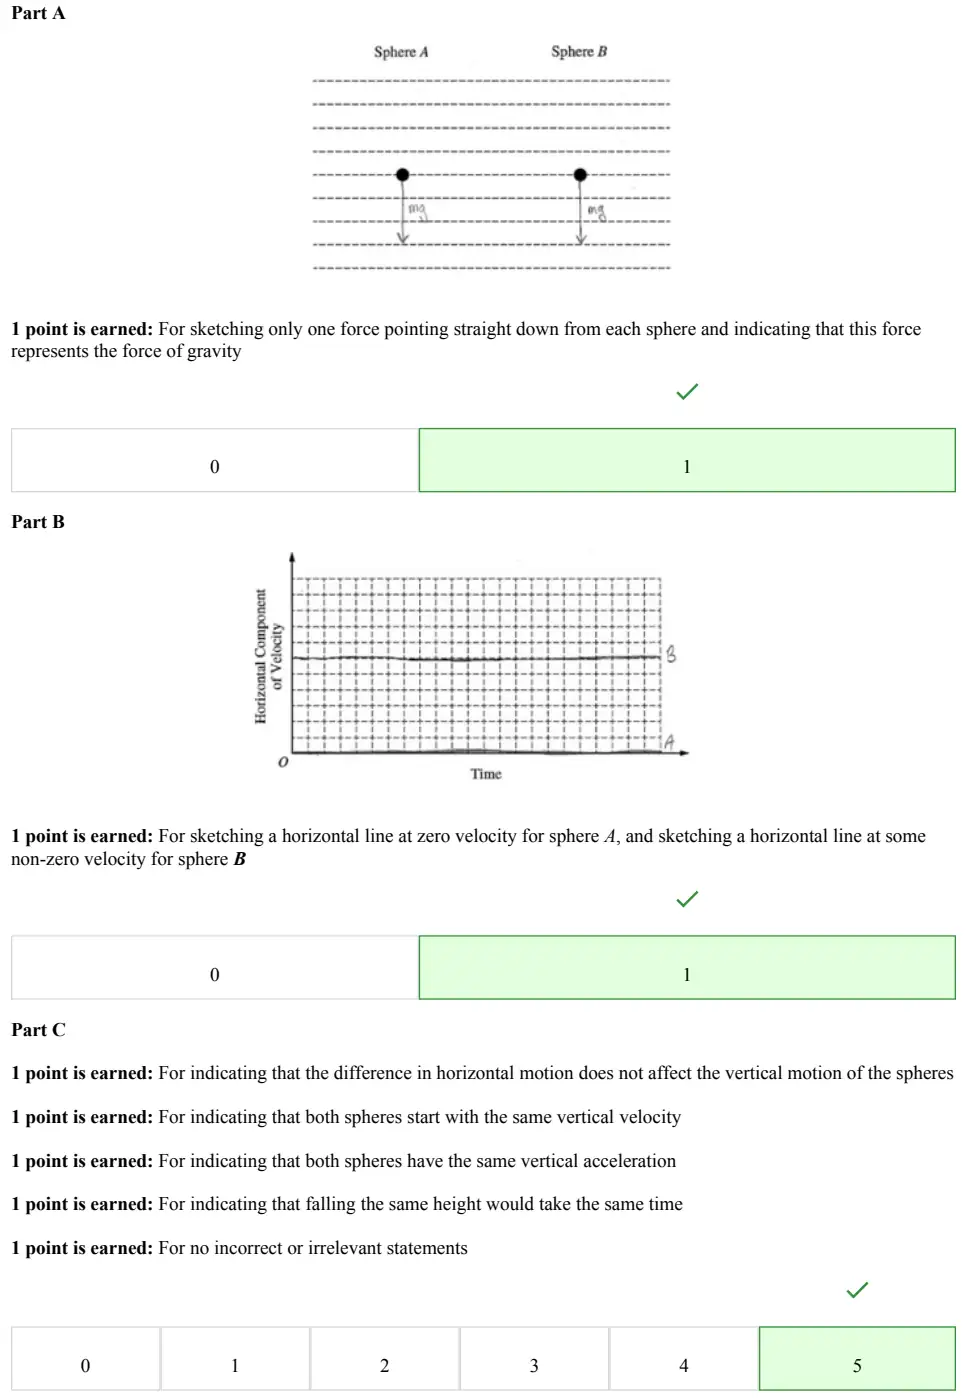 Part A
Sphere A Sphere B
mg mg
1 point is earned: For sketching only one force pointing straight down from each sphere and indicating that this force
represents the force of gravity
0 1
Part B
Horizontal Component
of Velocity
B
A
O
Time
1 point is earned: For sketching a horizontal line at zero velocity for sphere A, and sketching a horizontal line at some
non-zero velocity for sphere B
0 1
Part C
1 point is earned: For indicating that the difference in horizontal motion does not affect the vertical motion of the spheres
1 point is earned: For indicating that both spheres start with the same vertical velocity
1 point is earned: For indicating that both spheres have the same vertical acceleration
1 point is earned: For indicating that falling the same height would take the same time
1 point is earned: For no incorrect or irrelevant statements
0 1 2 3 4 5